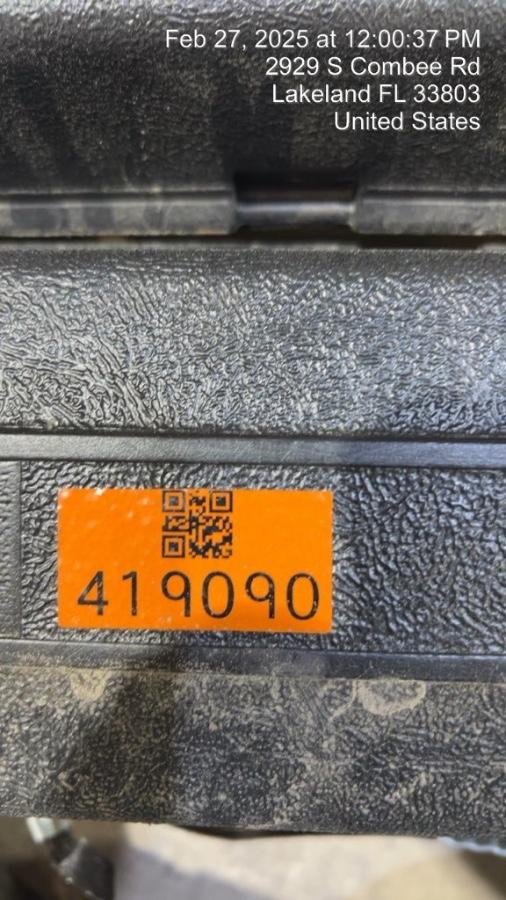 Feb 27, 2025 at 12:00:37 PM
2929 S Combee Rd
Lakeland FL 33803
United States
419090